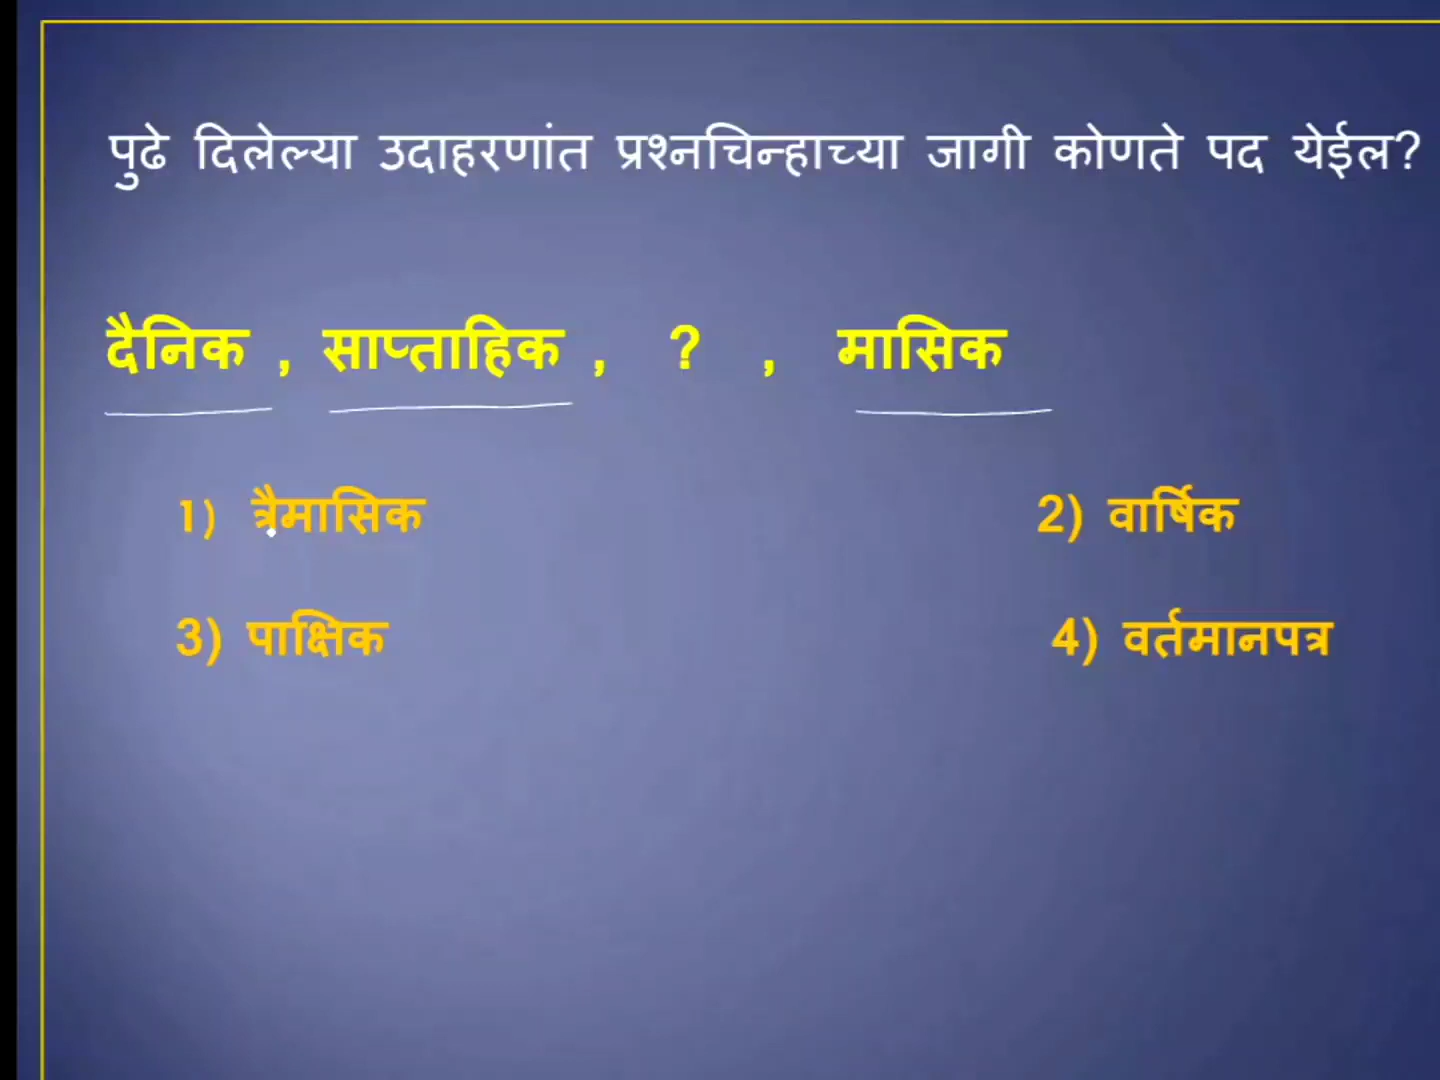 पुढे दिलेल्या उदाहरणांत प्रश्नचिन्हाच्या जागी कोणते पद येईल?
दैनिक , साप्ताहिक , ? , मासिक
1) त्रैमासिक 2) वार्षिक
3) पाक्षिक 4) वर्तमानपत्र